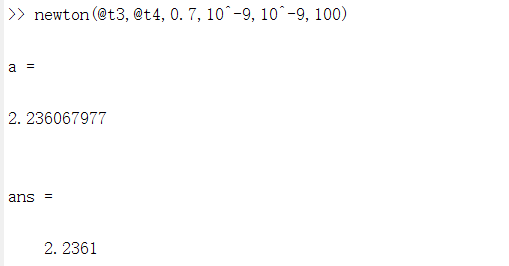 >> newton(@t3,@t4,0.7,10^-9,10^-9,100)
a =
2.236067977
ans =
2.2361